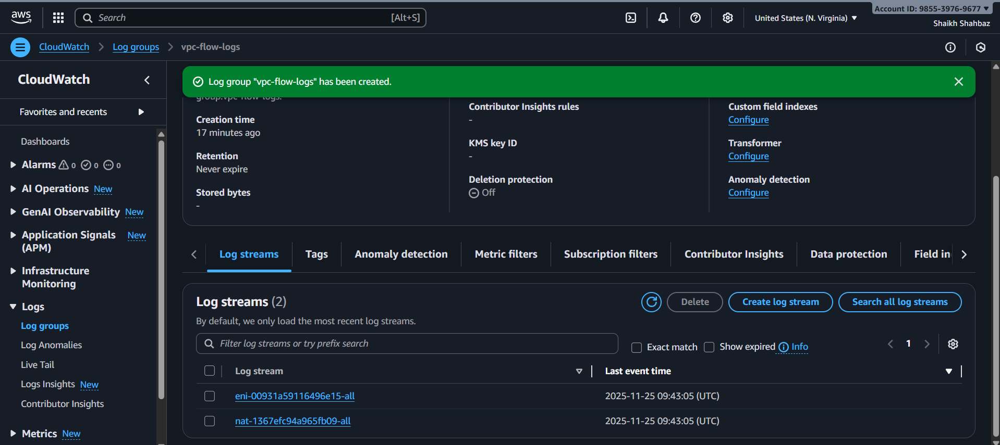 aws
Search
[Alt+S]
United States (N. Virginia) ▼
Account ID: 9855-3976-9677 ▼
Shaikh Shahbaz
CloudWatch > Log groups > vpc-flow-logs
CloudWatch
Favorites and recents
Dashboards
Alarms 0 0 0
AI Operations New
GenAI Observability New
Application Signals (APM) New
Infrastructure Monitoring
Logs
Log groups
Log Anomalies
Live Tail
Logs Insights New
Contributor Insights
Metrics New
Log group "vpc-flow-logs" has been created.
group:vpc-flow-logs:*
Creation time
17 minutes ago
Retention
Never expire
Stored bytes
-
Contributor Insights rules
-
KMS key ID
-
Deletion protection
Off
Custom field indexes
Configure
Transformer
Configure
Anomaly detection
Configure
Log streams
Tags
Anomaly detection
Metric filters
Subscription filters
Contributor Insights
Data protection
Field in
Log streams (2)
Delete
Create log stream
Search all log streams
By default, we only load the most recent log streams.
Filter log streams or try prefix search
Exact match
Show expired
Info
1
Log stream
Last event time
eni-00931a59116496e15-all 2025-11-25 09:43:05 (UTC)
nat-1367efc94a965fb09-all 2025-11-25 09:43:05 (UTC)